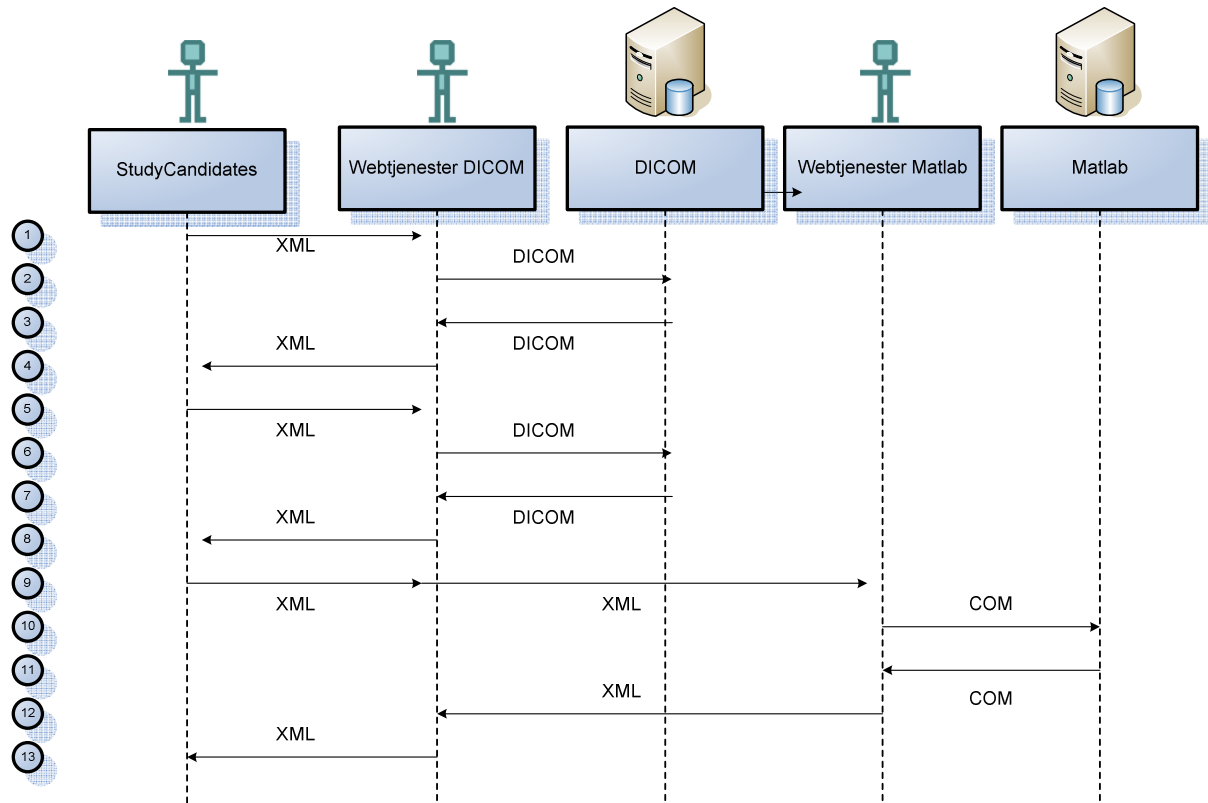 StudyCandidates
Webtjenester DICOM
DICOM
Webtjenester Matlab
Matlab
1
XML
DICOM
2
3
XML
DICOM
4
5
XML
DICOM
6
7
XML
DICOM
8
9
XML
XML
COM
10
11
XML
COM
12
XML
13